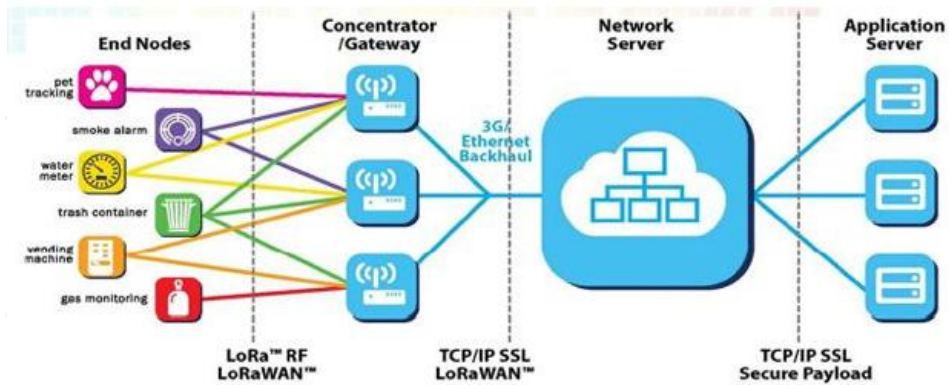 End Nodes
Concentrator
/Gateway
Network
Server
Application
Server
pet
tracking
smoke alarm
water
meter
trash container
vending
machine
gas monitoring
3G/
Ethernet
Backhaul
LoRa™ RF
LoRaWAN™
TCP/IP SSL
LoRaWAN™
TCP/IP SSL
Secure Payload